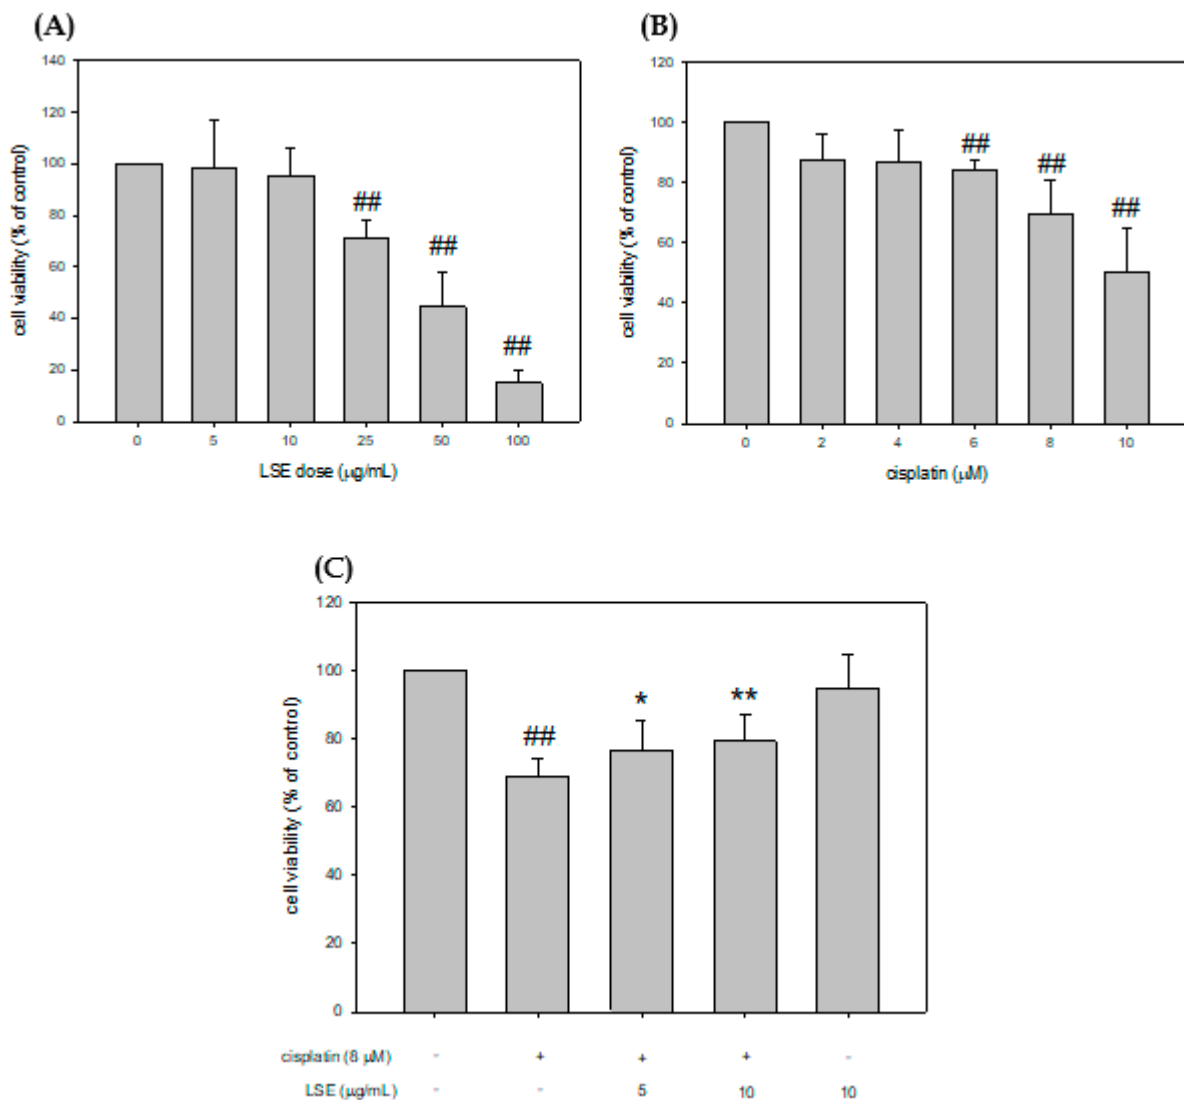 (A)
cell viability (% of control)
140
120
100
80
60
40
20
0
##
##
##
0 5 10 25 50 100
LSE dose (μg/mL)
(B)
cell viability (% of control)
120
100
80
60
40
20
0
##
##
##
0 2 4 6 8 10
cisplatin (μM)
(C)
cell viability (% of control)
120
100
80
60
40
20
0
##
*
**
cisplatin (8 μM) - + + + -
LSE (μg/mL) - - 5 10 10